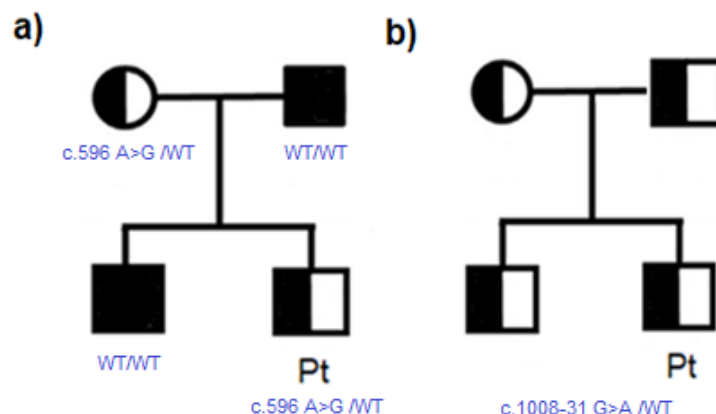 a)
b)
c.596 A>G /WT
WT/WT
WT/WT
Pt
Pt
c.596 A>G /WT
c.1008-31 G>A /WT